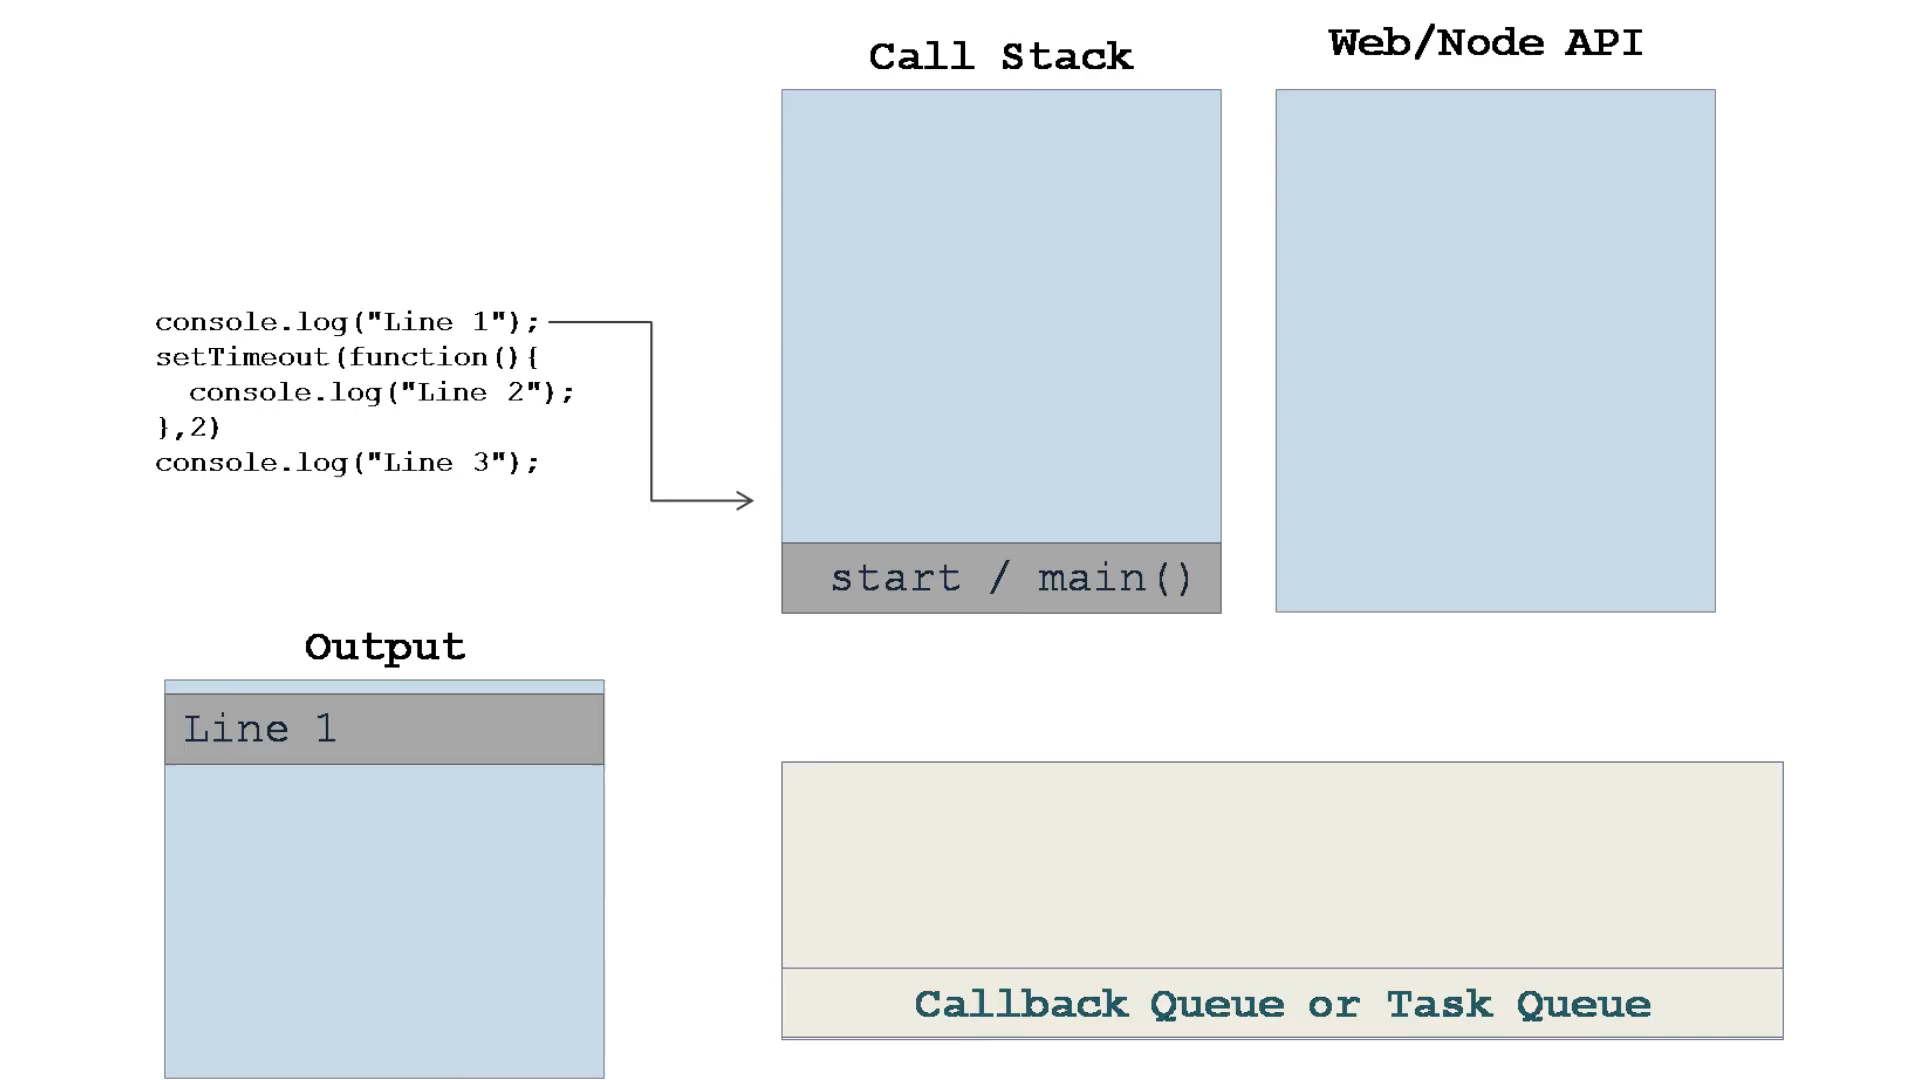 Call Stack
Web/Node API
console.log("Line 1");
setTimeout(function(){
  console.log("Line 2");
},2)
console.log("Line 3");
start / main()
Output
Line 1
Callback Queue or Task Queue